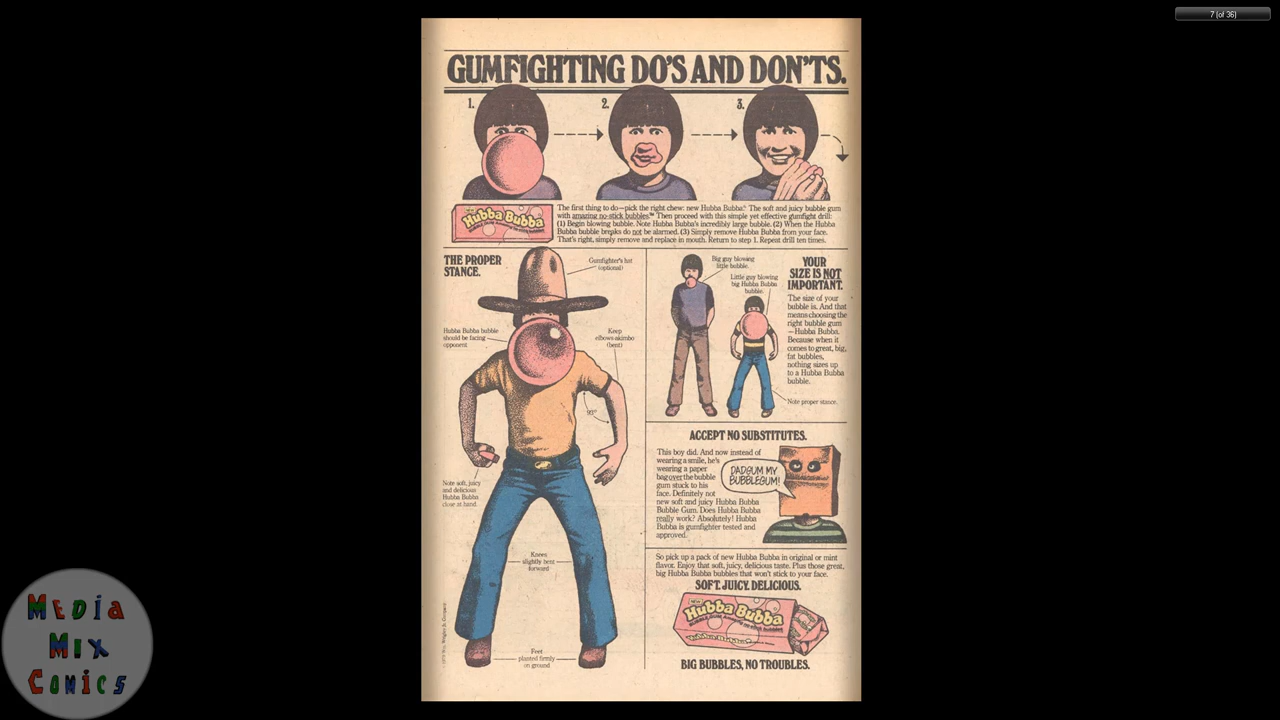 7 (of 36)
GUMFIGHTING DO'S AND DON'TS.
1.
2.
3.
Hubba Bubba
The first thing to do—pick the right chew: new Hubba Bubba.® The soft and juicy bubble gum
with amazing no-stick bubbles.™ Then proceed with this simple yet effective gumfight drill:
(1) Begin blowing bubble. Note Hubba Bubba's incredibly large bubble. (2) When the Hubba
Bubba bubble breaks do not be alarmed. (3) Simply remove Hubba Bubba from your face.
That's right, simply remove and replace in mouth. Return to step 1. Repeat drill ten times.
THE PROPER
STANCE.
Gunfighter's hat
(optional)
Hubba Bubba bubble
should be facing
opponent
Keep
elbows akimbo
(bent)
99°
Note soft, juicy
and delicious
Hubba Bubba
close at hand.
Knees
slightly bent
forward
Feet
planted firmly
on ground
Big guy blowing
little bubble.
Little guy blowing
big Hubba Bubba
bubble.
YOUR
SIZE IS NOT
IMPORTANT.
The size of your
bubble is. And that
means choosing the
right bubble gum
—Hubba Bubba.
Because when it
comes to great, big,
fat bubbles,
nothing sizes up
to a Hubba Bubba
bubble.
Note proper stance.
ACCEPT NO SUBSTITUTES.
This boy did. And now instead of
wearing a smile, he's
wearing a paper
bag over the bubble
gum stuck to his
face. Definitely not
new soft and juicy Hubba Bubba
Bubble Gum. Does Hubba Bubba
really work? Absolutely! Hubba
Bubba is gumfighter tested and
approved.
DADGUM MY
BUBBLEGUM!
So pick up a pack of new Hubba Bubba in original or mint
flavor. Enjoy that soft, juicy, delicious taste. Plus those great,
big Hubba Bubba bubbles that won't stick to your face.
SOFT. JUICY. DELICIOUS.
Hubba Bubba
BIG BUBBLES, NO TROUBLES.
MEDiA
MiX
COMiCS